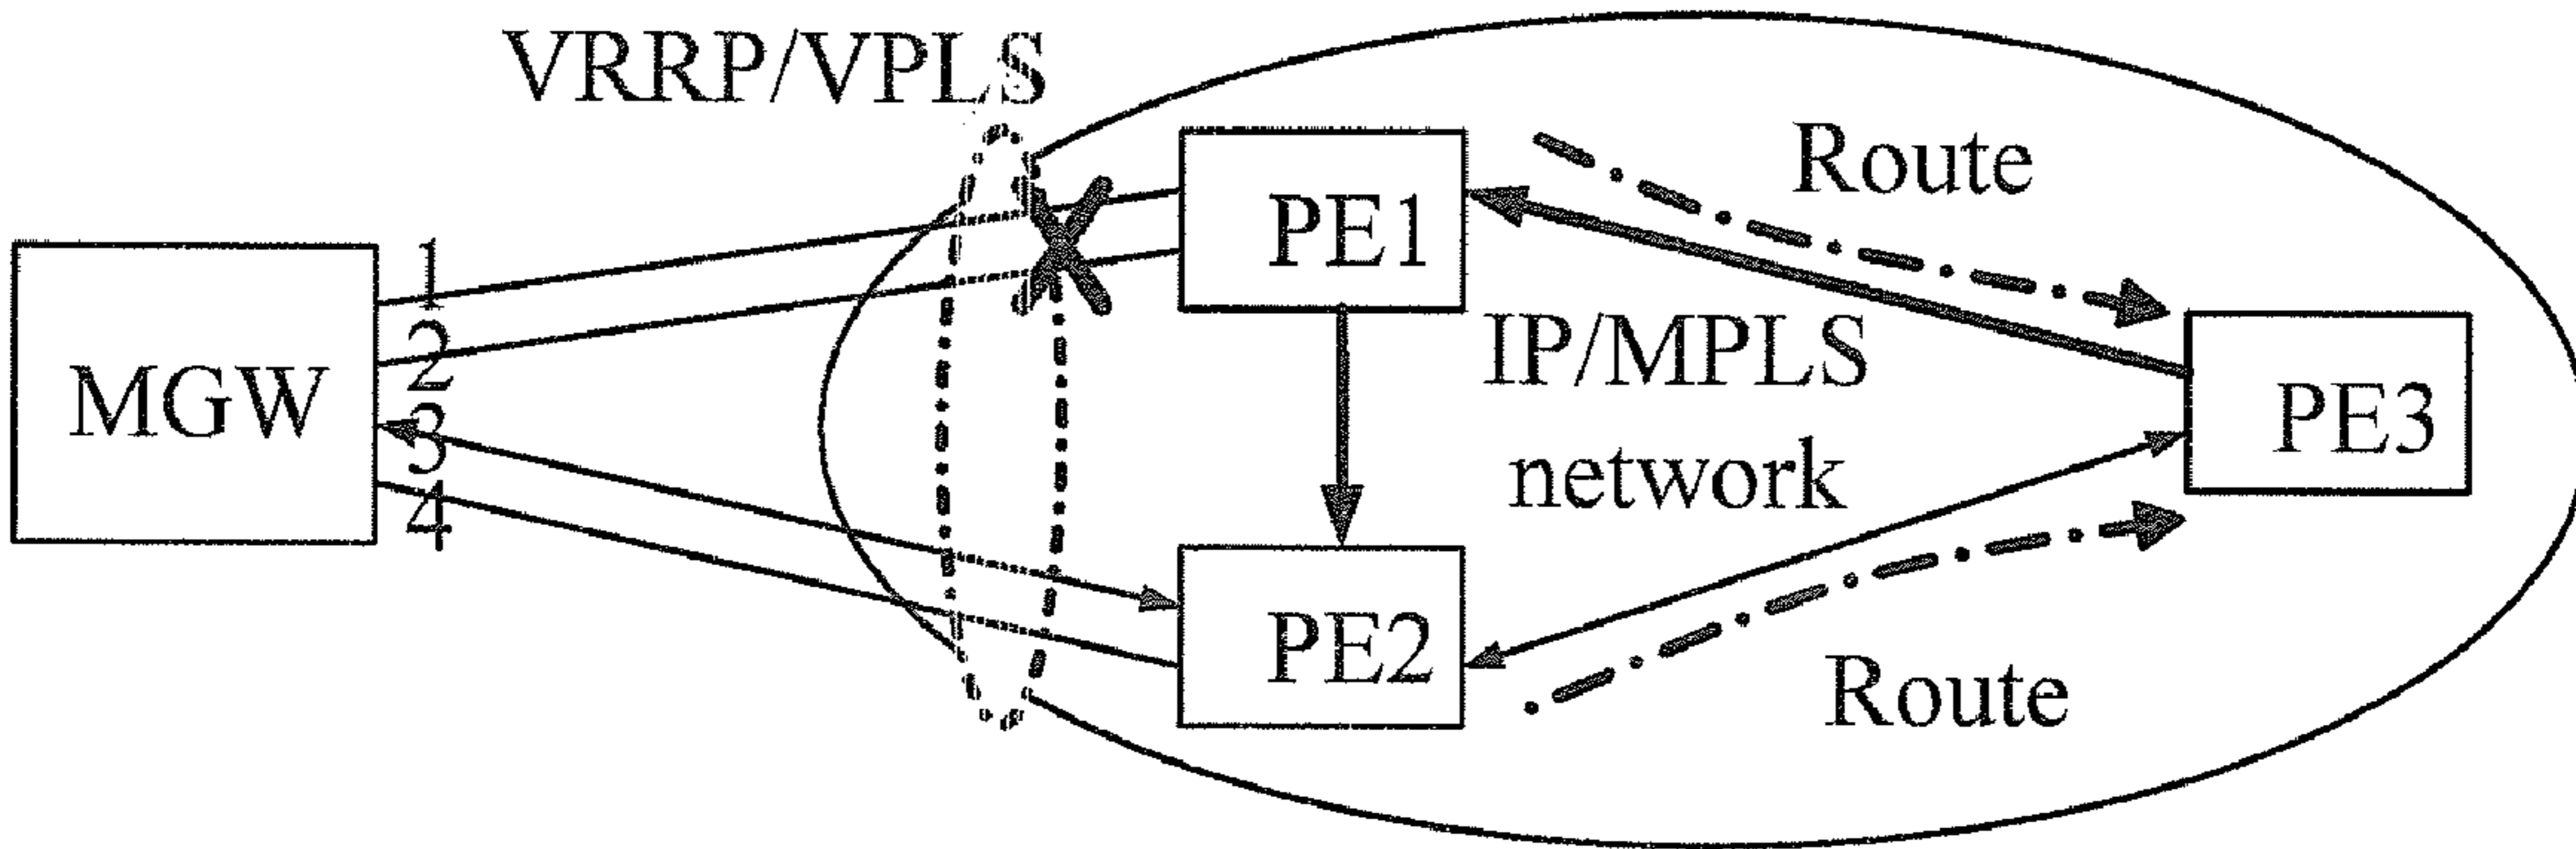 VRRP/VPLS
Route
PE1
1
2
3
4
MGW
IP/MPLS
network
PE3
PE2
Route